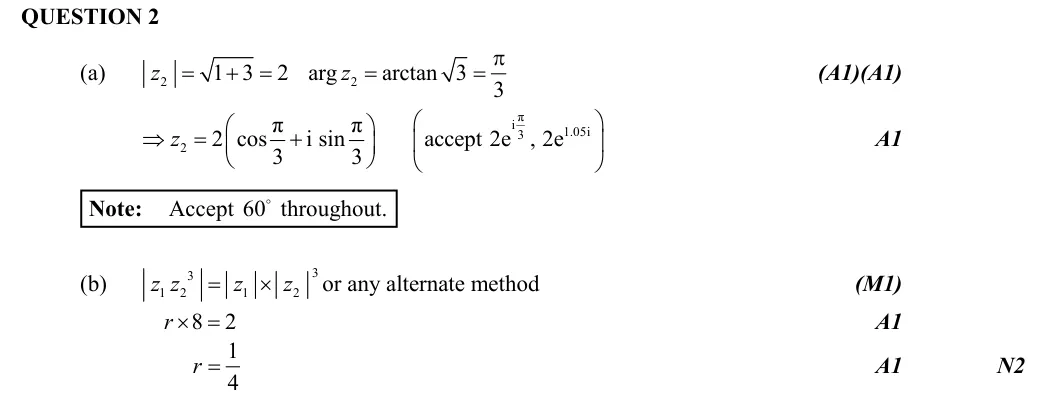 QUESTION 2
(a) |z₂| = √(1+3) = 2 arg z₂ = arctan √3 = π/3 (A1)(A1)
⇒ z₂ = 2(cos π/3 + i sin π/3) (accept 2e^(iπ/3), 2e^(1.05i)) A1
Note: Accept 60° throughout.
(b) |z₁ z₂³| = |z₁| × |z₂|³ or any alternate method (M1)
r × 8 = 2 A1
r = 1/4 A1 N2